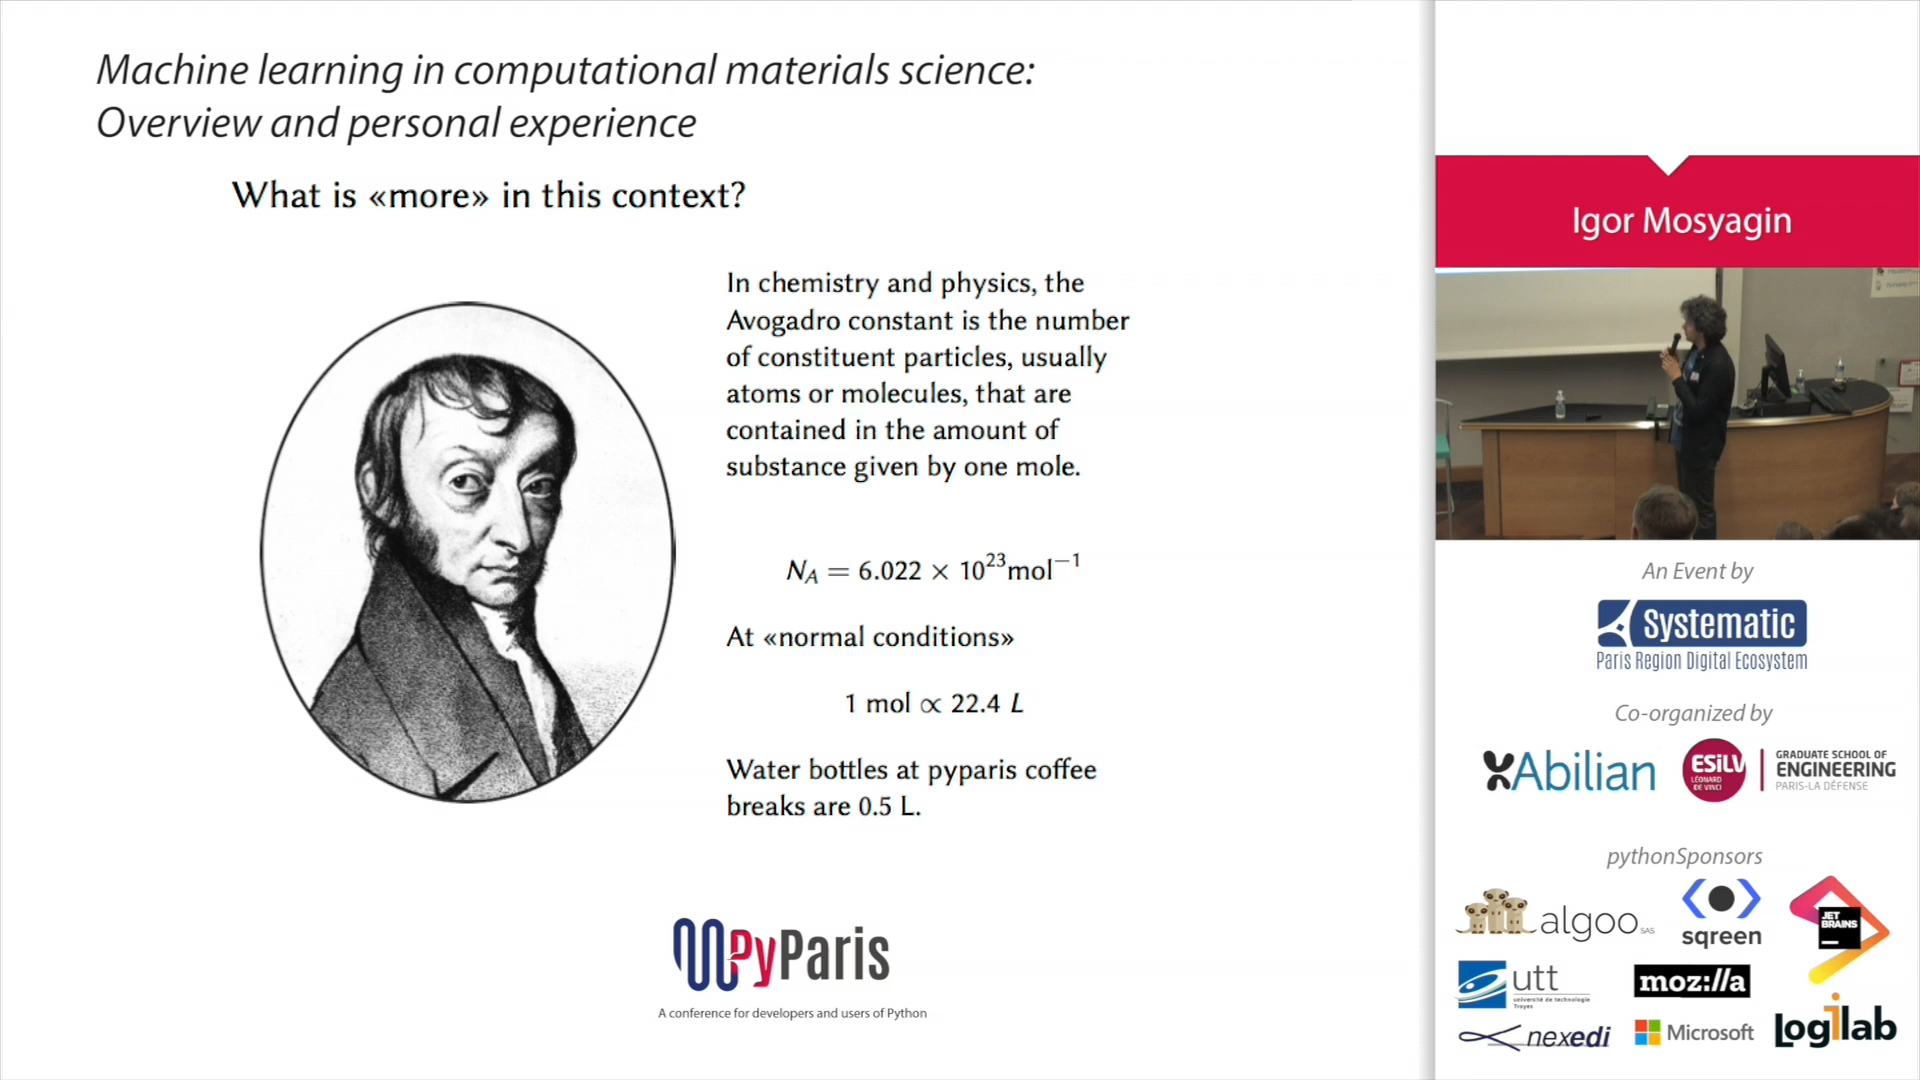 Machine learning in computational materials science:
Overview and personal experience
What is «more» in this context?
In chemistry and physics, the
Avogadro constant is the number
of constituent particles, usually
atoms or molecules, that are
contained in the amount of
substance given by one mole.
N_A = 6.022 × 10²³mol⁻¹
At «normal conditions»
1 mol ∝ 22.4 L
Water bottles at pyparis coffee
breaks are 0.5 L.
PyParis
A conference for developers and users of Python
Igor Mosyagin
An Event by
Systematic
Paris Region Digital Ecosystem
Co-organized by
Abilian
ESILV
LÉONARD
DE VINCI
GRADUATE SCHOOL OF
ENGINEERING
PARIS-LA DÉFENSE
pythonSponsors
algoo SAS
sqreen
JET
BRAINS
utt
université de technologie
Troyes
moz://a
nexedi
Microsoft
logilab